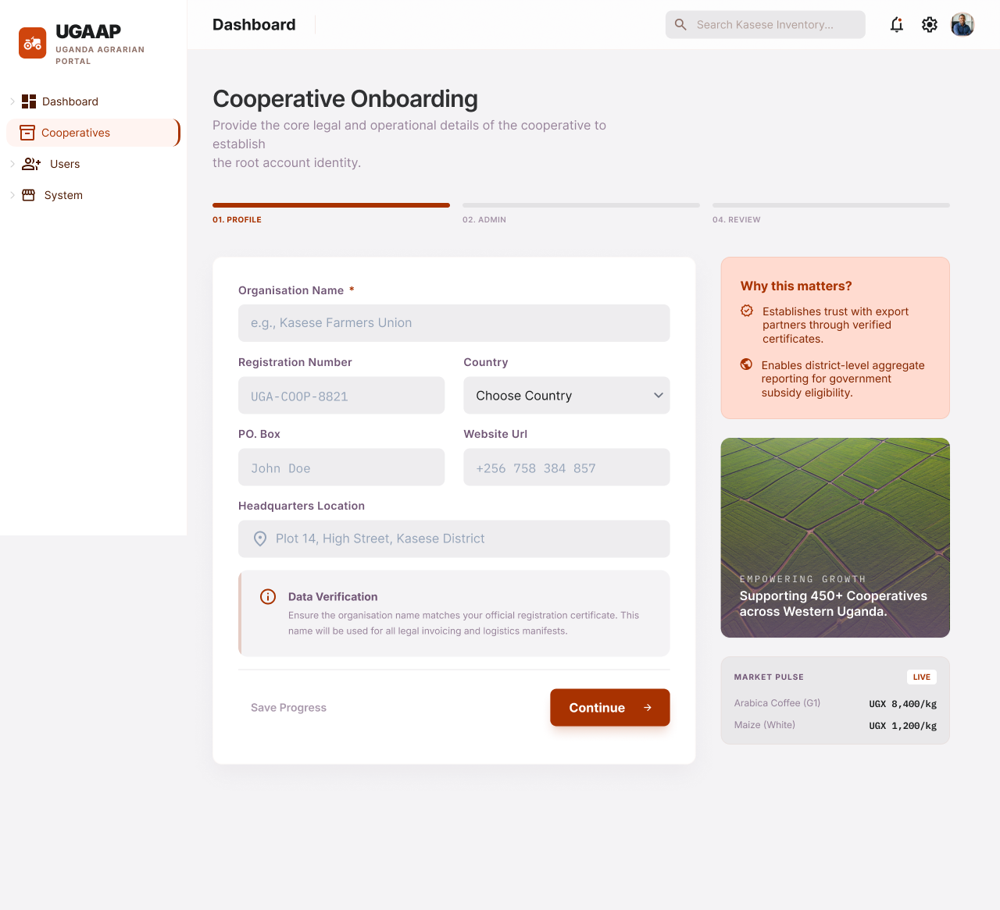 UGAAP
UGANDA AGRARIAN
PORTAL
Dashboard
Cooperatives
Users
System
Dashboard
Search Kasese Inventory...
Cooperative Onboarding
Provide the core legal and operational details of the cooperative to
establish
the root account identity.
01. PROFILE
02. ADMIN
04. REVIEW
Organisation Name *
e.g., Kasese Farmers Union
Registration Number
Country
UGA-COOP-8821
Choose Country
PO. Box
Website Url
John Doe
+256 758 384 857
Headquarters Location
Plot 14, High Street, Kasese District
Data Verification
Ensure the organisation name matches your official registration certificate. This
name will be used for all legal invoicing and logistics manifests.
Save Progress
Continue
Why this matters?
Establishes trust with export
partners through verified
certificates.
Enables district-level aggregate
reporting for government
subsidy eligibility.
EMPOWERING GROWTH
Supporting 450+ Cooperatives
across Western Uganda.
MARKET PULSE
LIVE
Arabica Coffee (G1)
UGX 8,400/kg
Maize (White)
UGX 1,200/kg